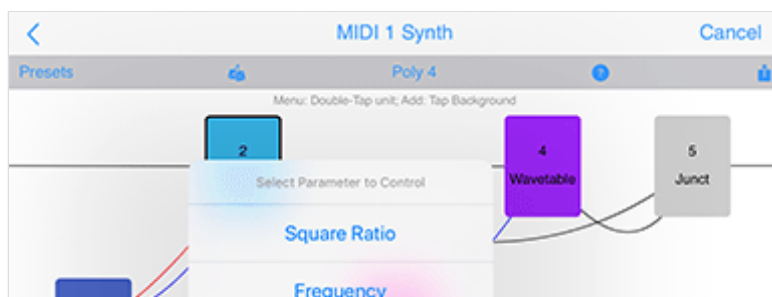 MIDI 1 Synth
Cancel
Presets
Poly 4
?
Menu: Double-Tap unit; Add: Tap Background
2
4
5
Wavetable
Junct
Select Parameter to Control
Square Ratio
Frequency